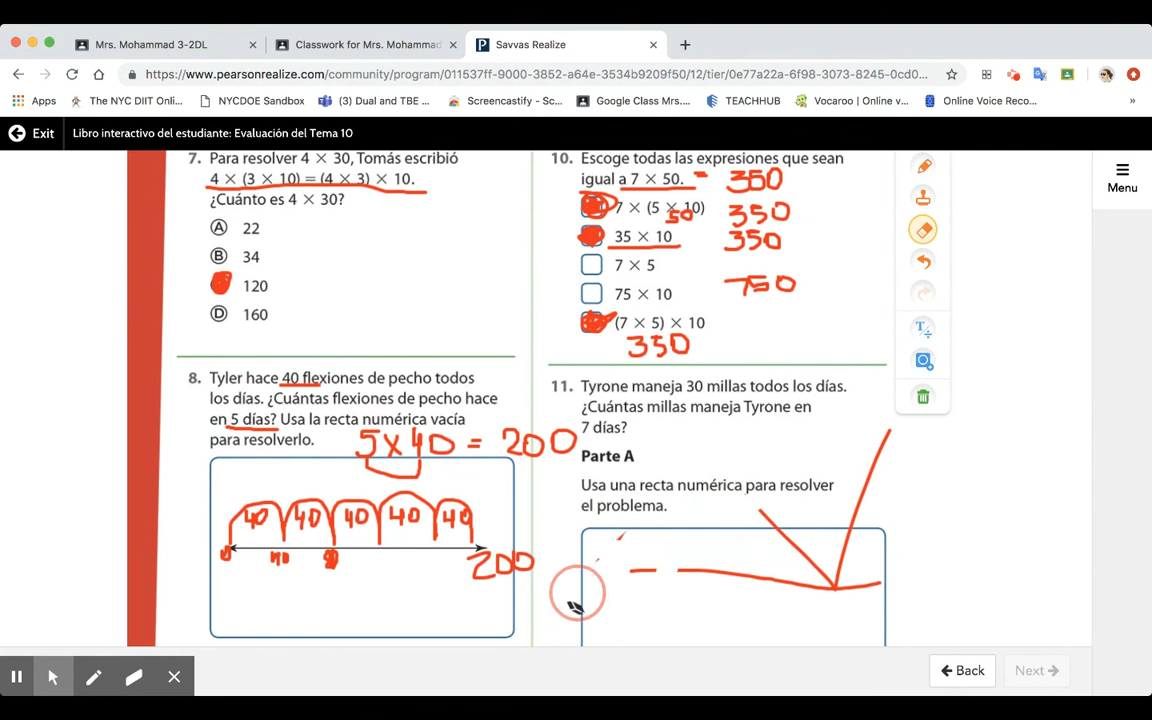 Mrs. Mohammad 3-2DL
Classwork for Mrs. Mohammad
Savvas Realize
https://www.pearsonrealize.com/community/program/011537ff-9000-3852-a64e-3534b9209f50/12/tier/0e77a22a-6f98-3073-8245-0cd0...
Apps
The NYC DIIT Onli...
NYCDOE Sandbox
(3) Dual and TBE ...
Screencastify - Sc...
Google Class Mrs....
TEACHHUB
Vocaroo | Online v...
Online Voice Reco...
»
Exit
Libro interactivo del estudiante: Evaluación del Tema 10
Menu
7. Para resolver 4 × 30, Tomás escribió
4 × (3 × 10) = (4 × 3) × 10.
¿Cuánto es 4 × 30?
A 22
B 34
120
D 160
8. Tyler hace 40 flexiones de pecho todos
los días. ¿Cuántas flexiones de pecho hace
en 5 días? Usa la recta numérica vacía
para resolverlo.
5 x 40 = 200
40 40 40 40 40
0 40
200
10. Escoge todas las expresiones que sean
igual a 7 × 50. = 350
7 × (5 × 10) 350
50
35 × 10 350
7 × 5
75 × 10 750
(7 × 5) × 10
350
11. Tyrone maneja 30 millas todos los días.
¿Cuántas millas maneja Tyrone en
7 días?
Parte A
Usa una recta numérica para resolver
el problema.
Back
Next